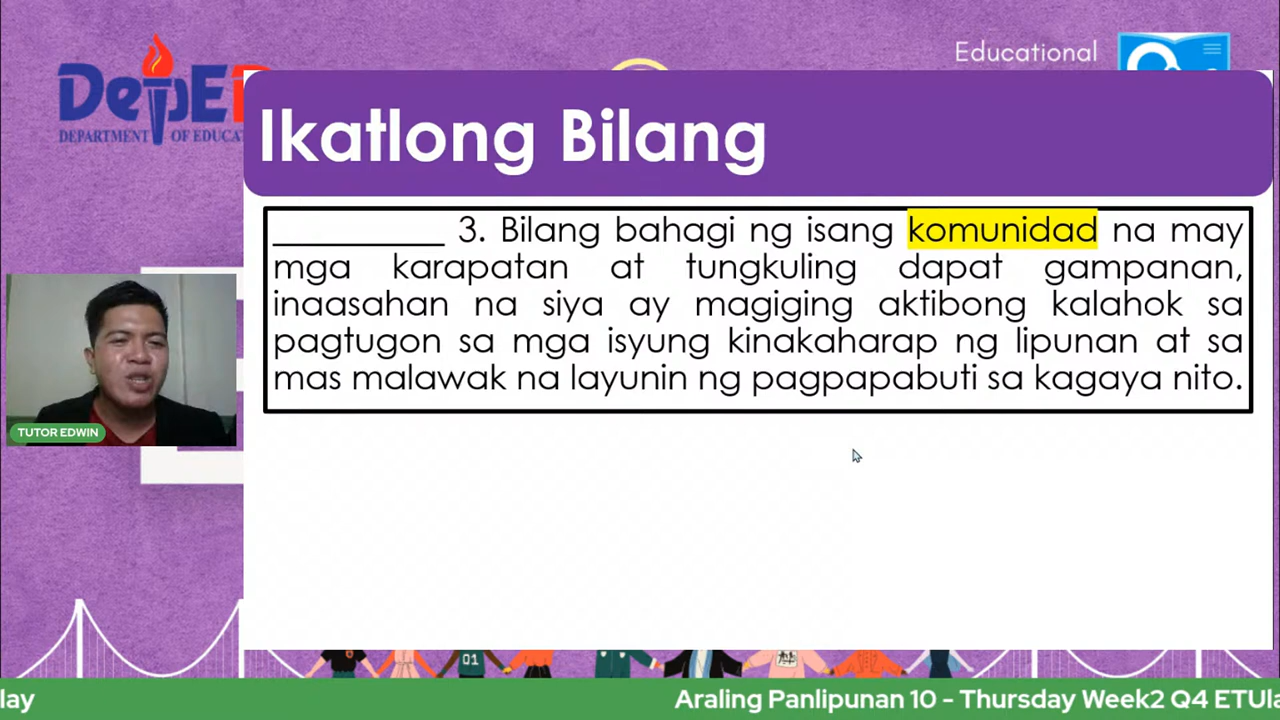 Educational
DepED
DEPARTMENT OF EDUCAT
Ikatlong Bilang
__________ 3. Bilang bahagi ng isang komunidad na may
mga karapatan at tungkuling dapat gampanan,
inaasahan na siya ay magiging aktibong kalahok sa
pagtugon sa mga isyung kinakaharap ng lipunan at sa
mas malawak na layunin ng pagpapabuti sa kagaya nito.
TUTOR EDWIN
01
lay
Araling Panlipunan 10 - Thursday Week2 Q4 ETUla